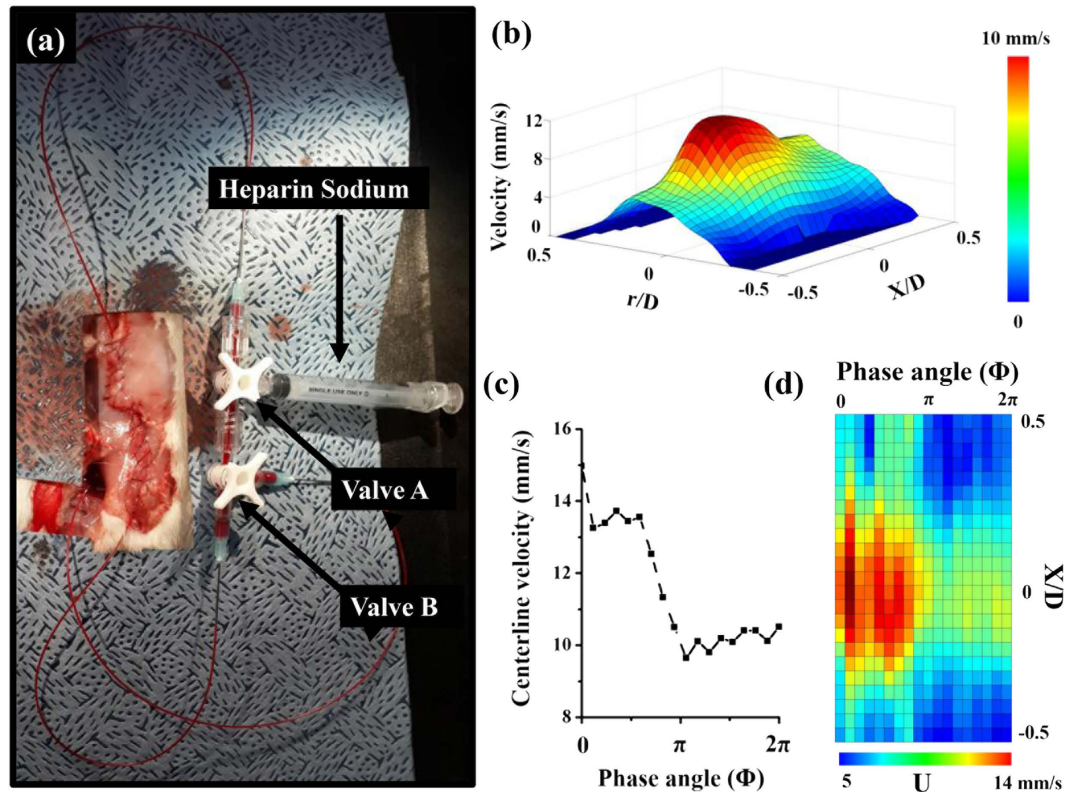 (a)
Heparin Sodium
SINGLE USE ONLY
Valve A
Valve B
(b)
10 mm/s
0
Velocity (mm/s)
12
8
4
0
0.5
0
-0.5
r/D
-0.5
0
0.5
X/D
(c)
Centerline velocity (mm/s)
16
14
12
10
8
0
π
2π
Phase angle (Φ)
(d)
Phase angle (Φ)
0
π
2π
0.5
0
-0.5
X/D
5
U
14 mm/s